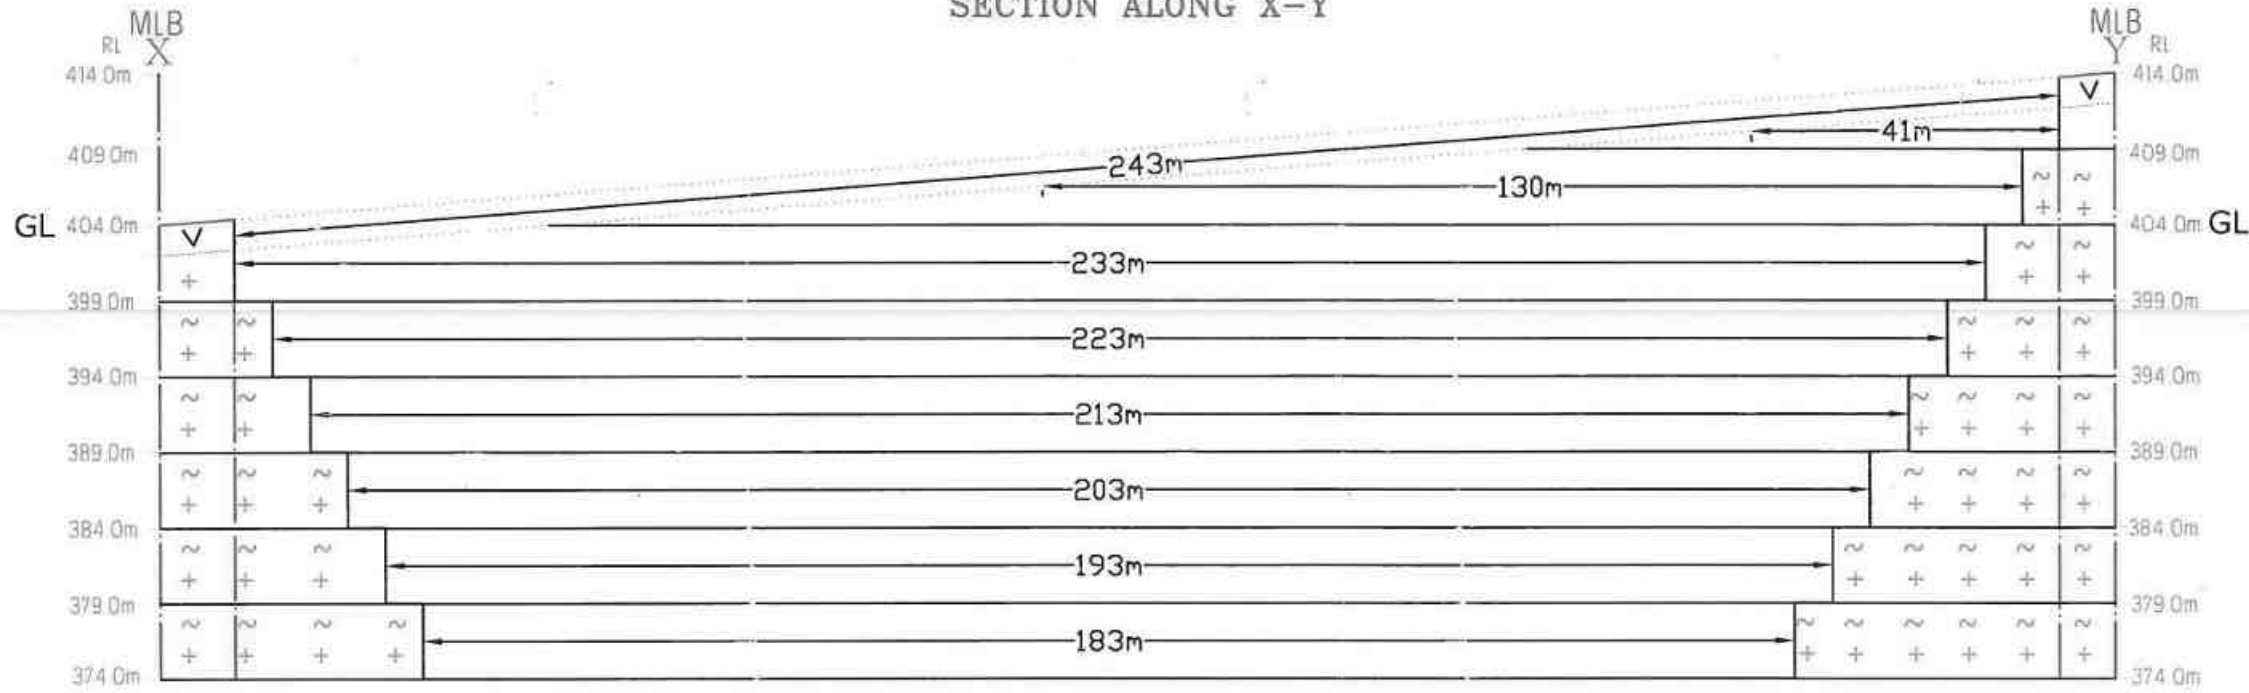 SECTION ALONG X-Y
MLB MLB
RL X Y RL
414.0m V 414.0m
41m
409.0m 243m 409.0m
130m
GL 404.0m V 404.0m GL
233m
399.0m 399.0m
223m
394.0m 394.0m
213m
389.0m 389.0m
203m
384.0m 384.0m
193m
379.0m 379.0m
183m
374.0m 374.0m